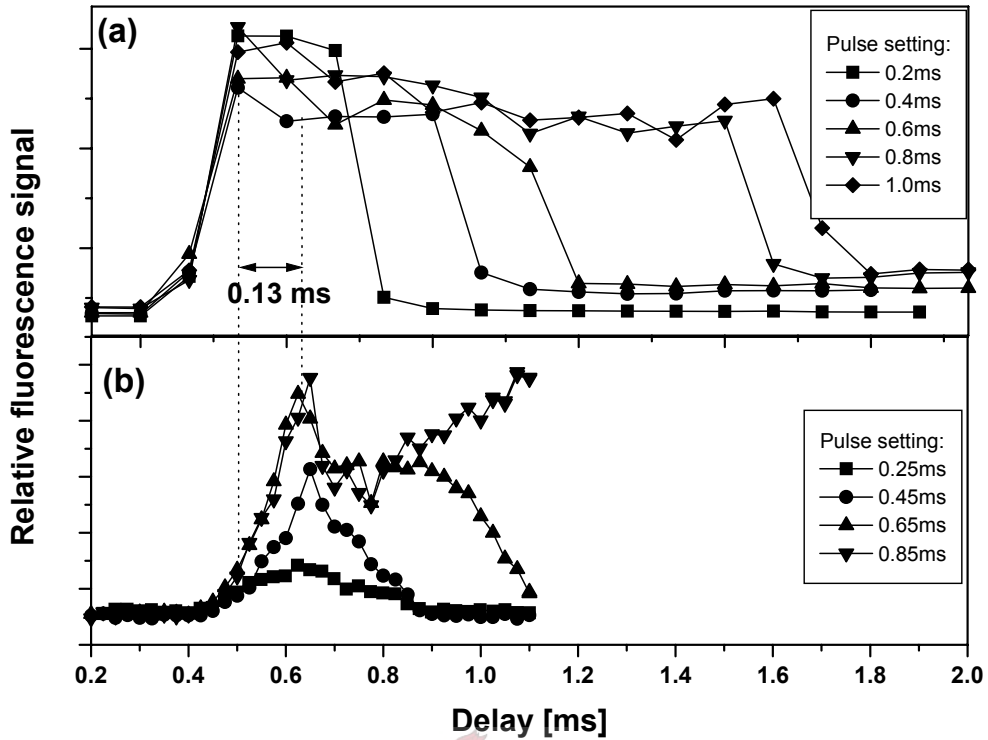 (a)
Pulse setting:
0.2ms
0.4ms
0.6ms
0.8ms
1.0ms
0.13 ms
Relative fluorescence signal
(b)
Pulse setting:
0.25ms
0.45ms
0.65ms
0.85ms
0.2 0.4 0.6 0.8 1.0 1.2 1.4 1.6 1.8 2.0
Delay [ms]